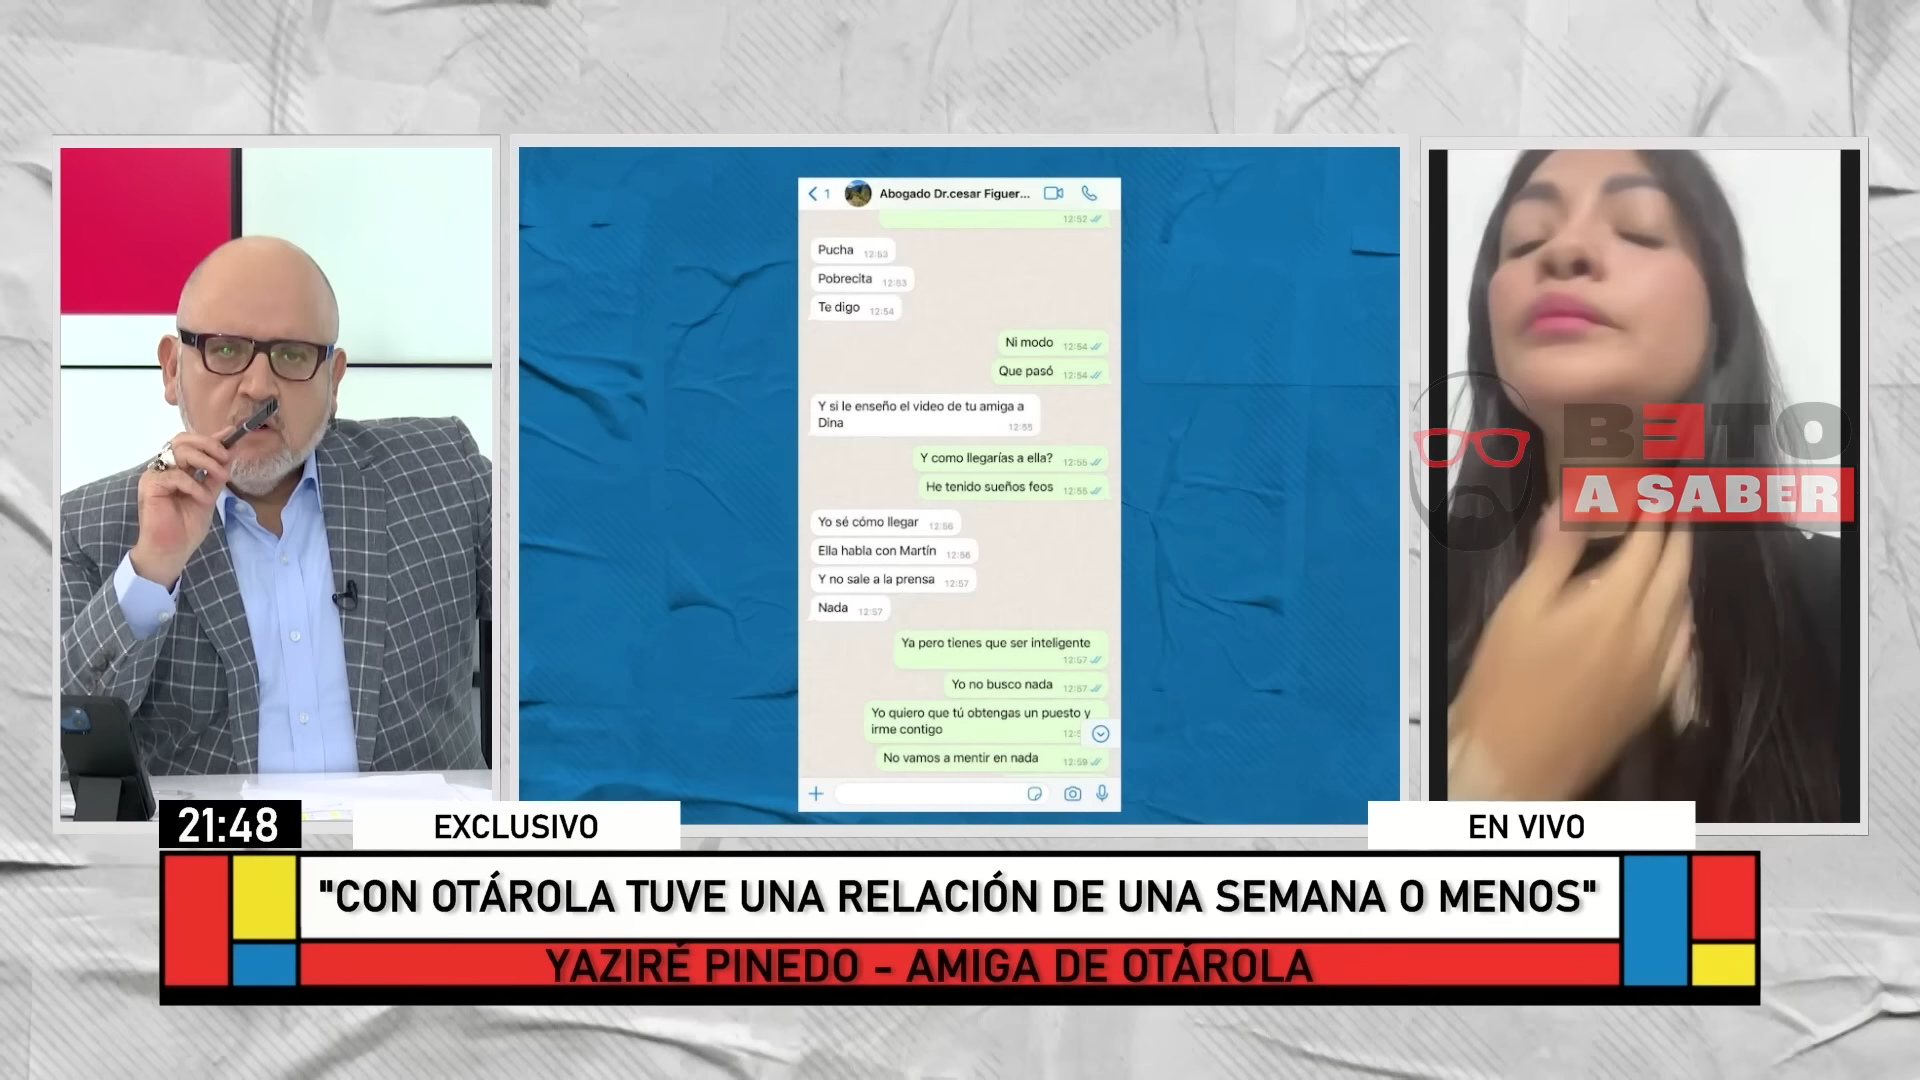 1
Abogado Dr.cesar Figuer...
12:52
Pucha 12:53
Pobrecita 12:53
Te digo 12:54
Ni modo 12:54
Que pasó 12:54
Y si le enseño el video de tu amiga a
Dina 12:55
Y como llegarías a ella? 12:55
He tenido sueños feos 12:55
Yo sé cómo llegar 12:56
Ella habla con Martín 12:56
Y no sale a la prensa 12:57
Nada 12:57
Ya pero tienes que ser inteligente
12:57
Yo no busco nada 12:57
Yo quiero que tú obtengas un puesto y
irme contigo
No vamos a mentir en nada 12:59
BETO
A SABER
21:48
EXCLUSIVO
EN VIVO
"CON OTÁROLA TUVE UNA RELACIÓN DE UNA SEMANA O MENOS"
YAZIRÉ PINEDO - AMIGA DE OTÁROLA